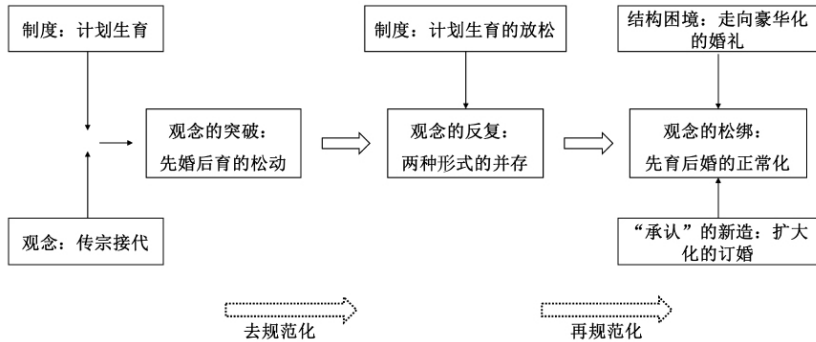 制度：计划生育
制度：计划生育的放松
结构困境：走向豪华化
的婚礼
观念的突破：
先婚后育的松动
观念的反复：
两种形式的并存
观念的松绑：
先育后婚的正常化
观念：传宗接代
“承认”的新造：扩大
化的订婚
去规范化
再规范化